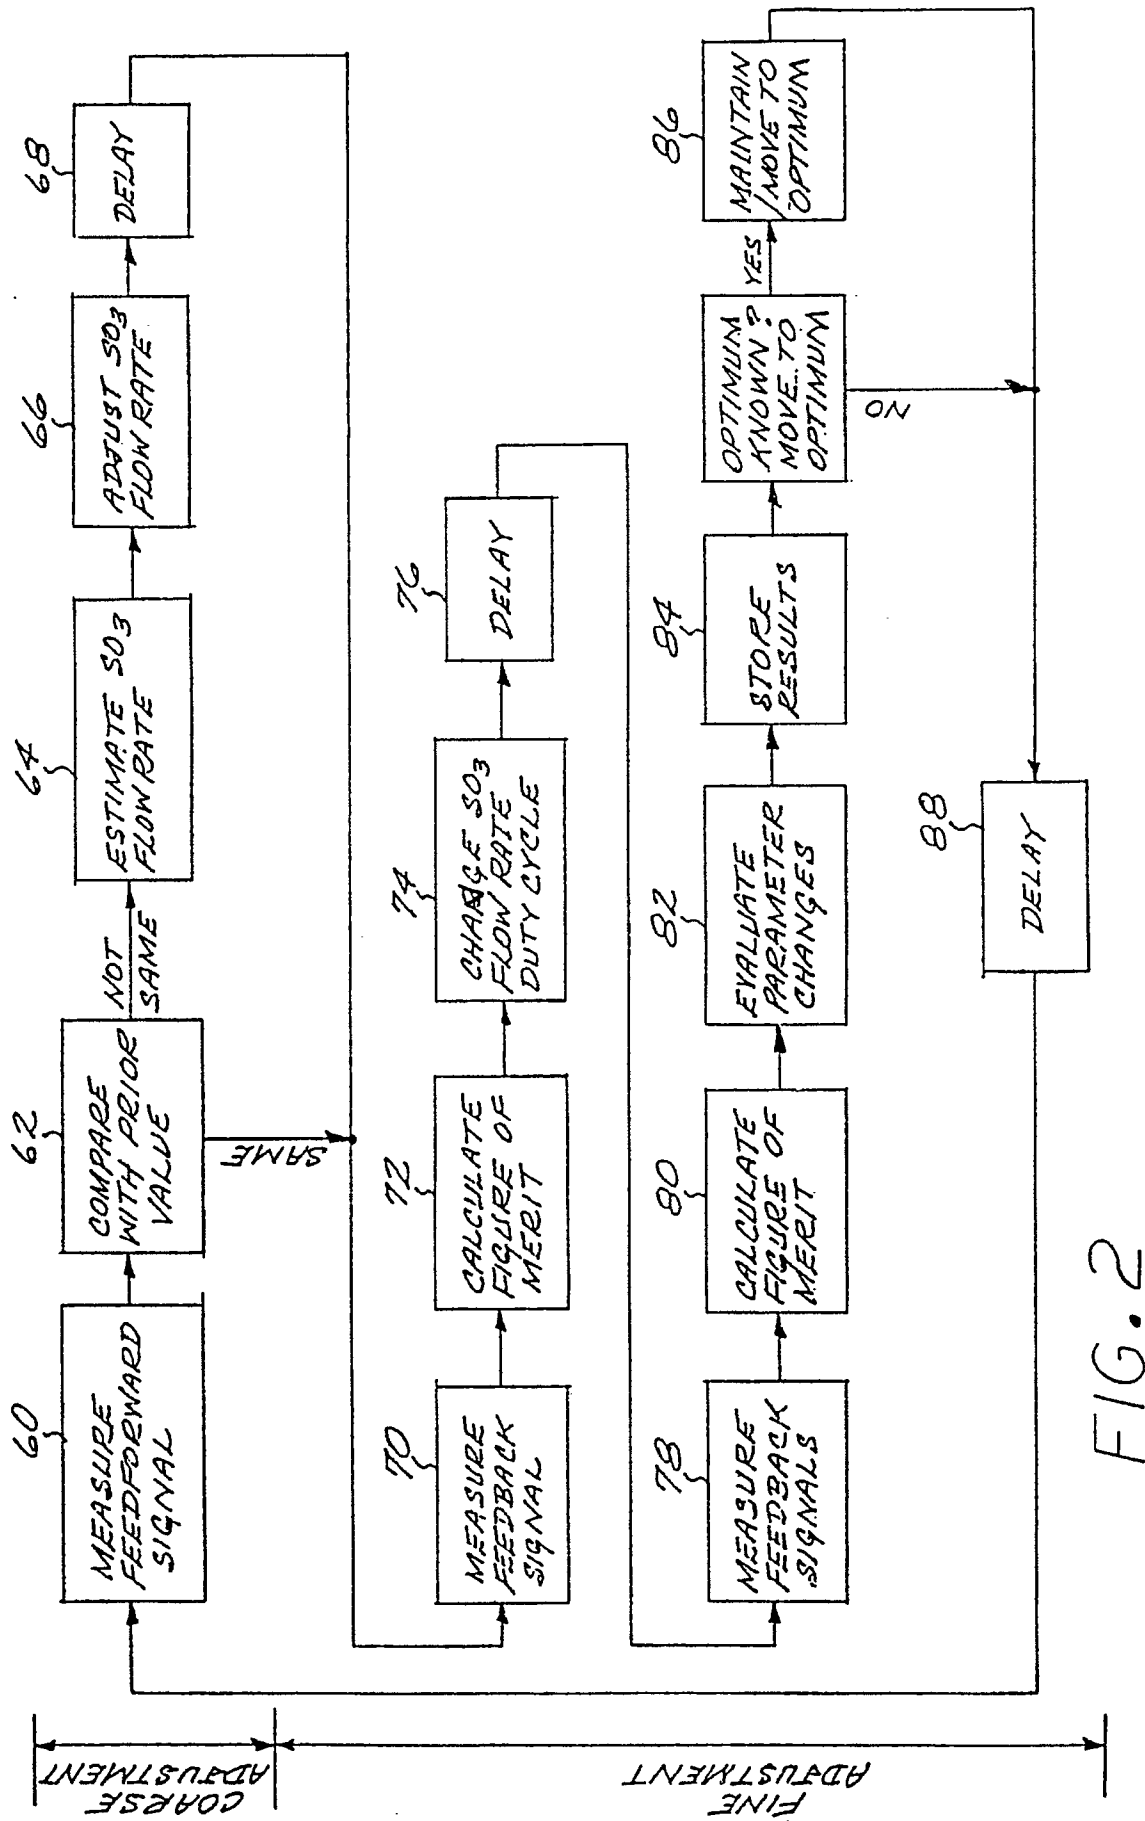 COARSE
ADJUSTMENT
60
MEASURE
FEEDFORWARD
SIGNAL
62
COMPARE
WITH PRIOR
VALUE
NOT
SAME
SAME
64
ESTIMATE SO3
FLOW RATE
66
ADJUST SO3
FLOW RATE
68
DELAY
FINE
ADJUSTMENT
70
MEASURE
FEEDBACK
SIGNAL
72
CALCULATE
FIGURE OF
MERIT
74
CHANGE SO3
FLOW RATE
DUTY CYCLE
76
DELAY
78
MEASURE
FEEDBACK
SIGNALS
80
CALCULATE
FIGURE OF
MERIT
82
EVALUATE
PARAMETER
CHANGES
84
STORE
RESULTS
OPTIMUM
KNOWN?
MOVE TO
OPTIMUM
YES
NO
86
MAINTAIN
/MOVE TO
OPTIMUM
88
DELAY
FIG. 2